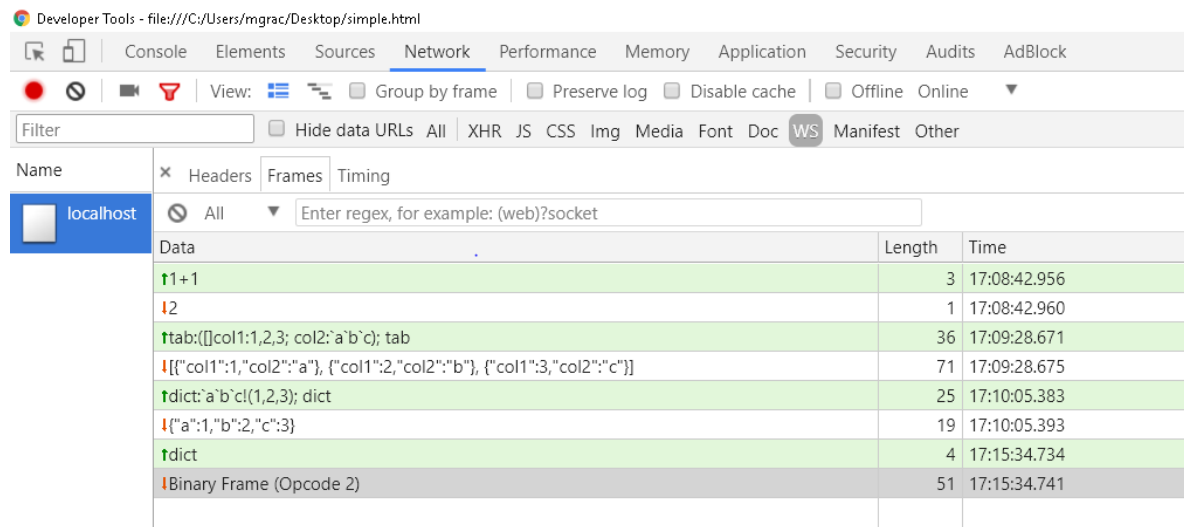 Developer Tools - file:///C:/Users/mgrac/Desktop/simple.html
Console Elements Sources Network Performance Memory Application Security Audits AdBlock
View: Group by frame Preserve log Disable cache Offline Online ▼
Filter Hide data URLs All XHR JS CSS Img Media Font Doc WS Manifest Other
Name × Headers Frames Timing
localhost All ▼ Enter regex, for example: (web)?socket
Data Length Time
↑1+1 3 17:08:42.956
↓2 1 17:08:42.960
↑tab:([]col1:1,2,3; col2:`a`b`c); tab 36 17:09:28.671
↓[{"col1":1,"col2":"a"}, {"col1":2,"col2":"b"}, {"col1":3,"col2":"c"}] 71 17:09:28.675
↑dict:`a`b`c!(1,2,3); dict 25 17:10:05.383
↓{"a":1,"b":2,"c":3} 19 17:10:05.393
↑dict 4 17:15:34.734
↓Binary Frame (Opcode 2) 51 17:15:34.741